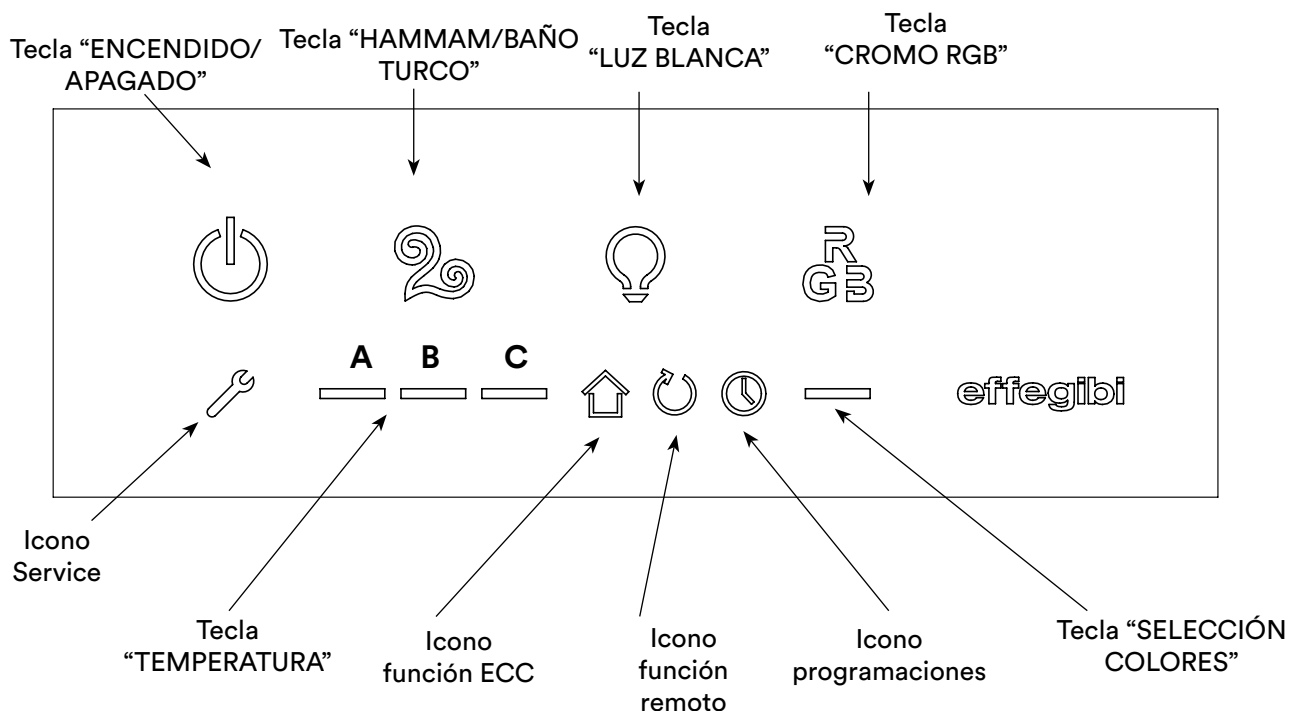 Tecla “ENCENDIDO/
APAGADO”
Tecla “HAMMAM/BAÑO
TURCO”
Tecla
“LUZ BLANCA”
Tecla
“CROMO RGB”
R
GB
A B C
effegibi
Icono
Service
Tecla
“TEMPERATURA”
Icono
función ECC
Icono
función
remoto
Icono
programaciones
Tecla “SELECCIÓN
COLORES”